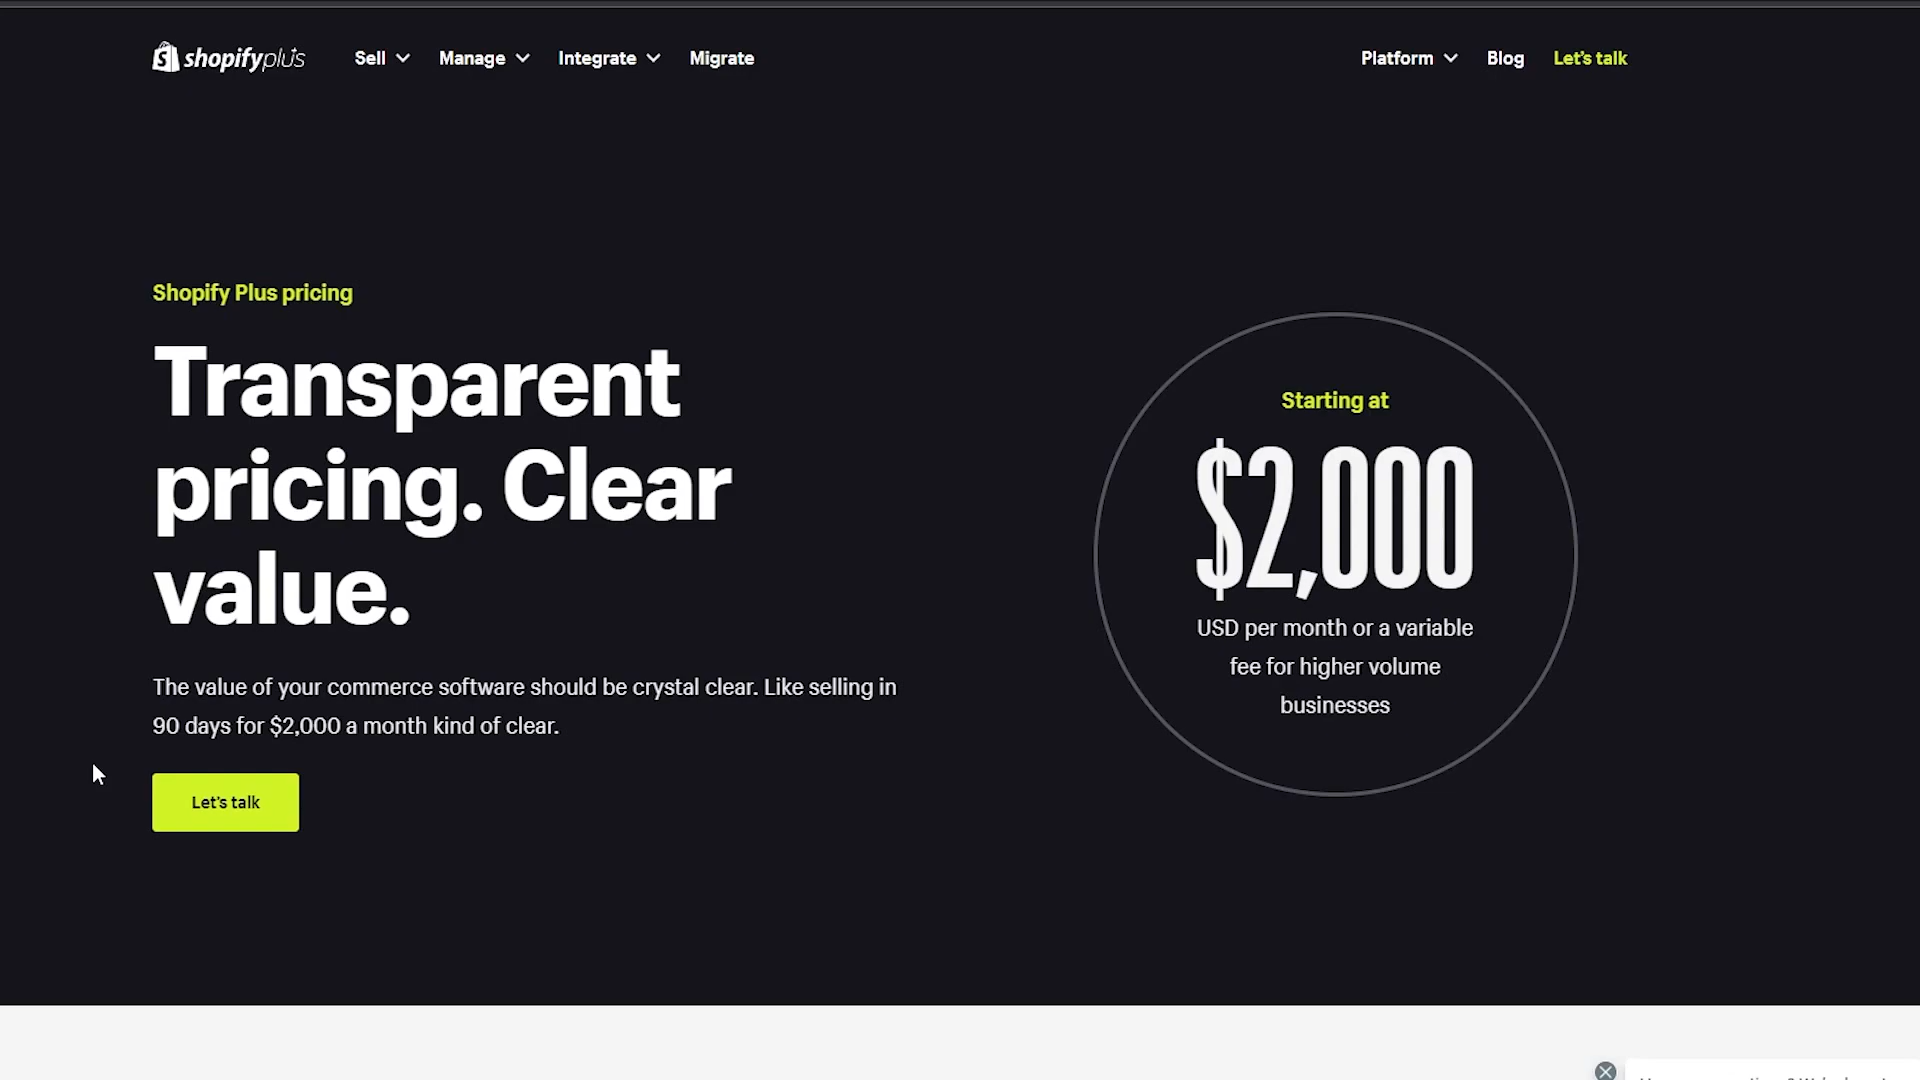 shopifyplus Sell Manage Integrate Migrate Platform Blog Let's talk
Shopify Plus pricing
Transparent
pricing. Clear
value.
The value of your commerce software should be crystal clear. Like selling in
90 days for $2,000 a month kind of clear.
Let's talk
Starting at
$2,000
USD per month or a variable
fee for higher volume
businesses